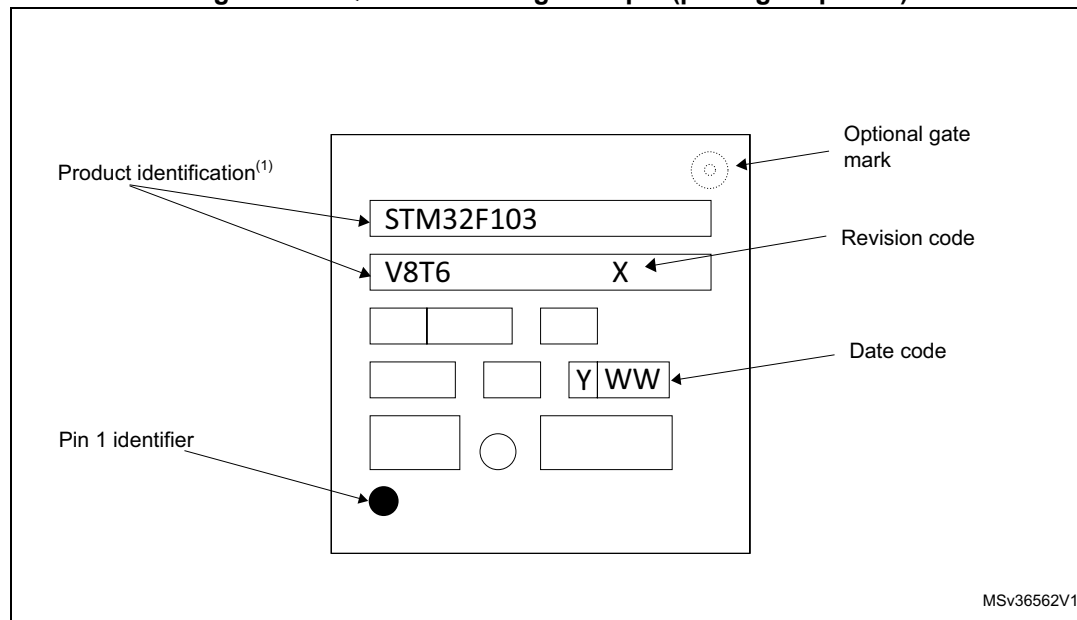 Optional gate
mark
Product identification(1)
STM32F103
Revision code
V8T6 X
Date code
Y WW
Pin 1 identifier
MSv36562V1